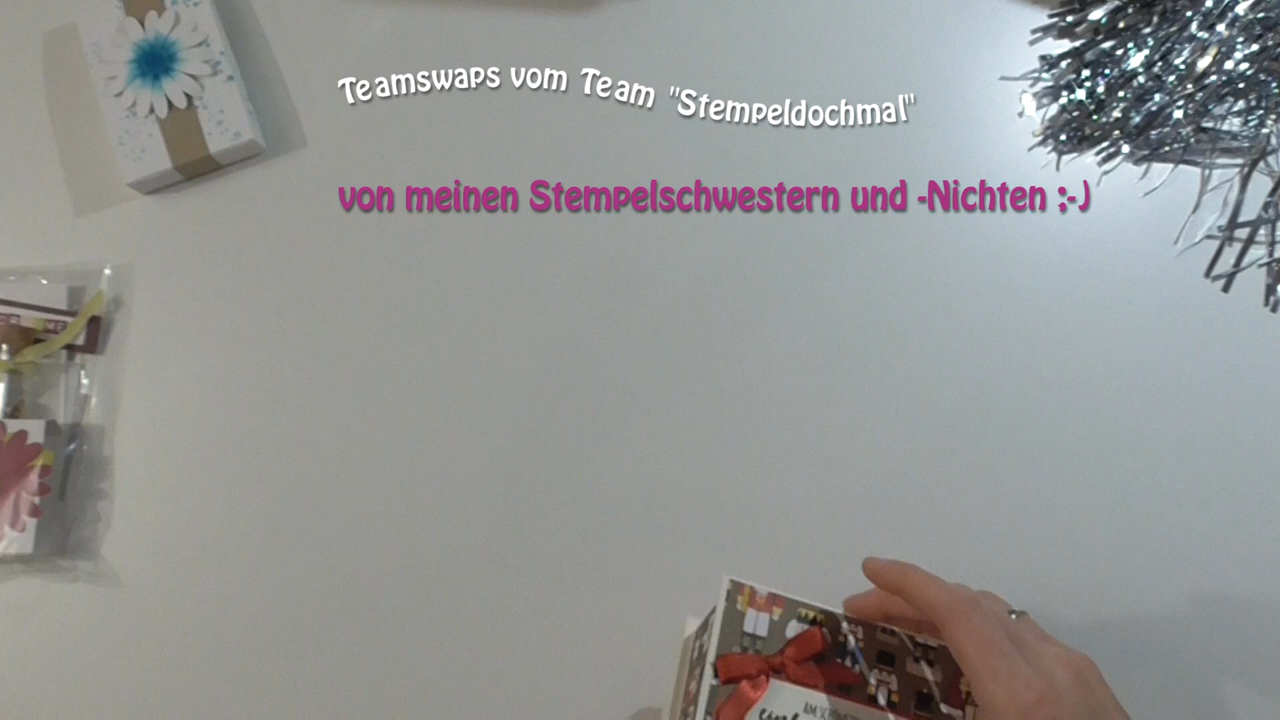 Teamswaps vom Team "Stempeldochmal"
von meinen Stempelschwestern und -Nichten ;-)